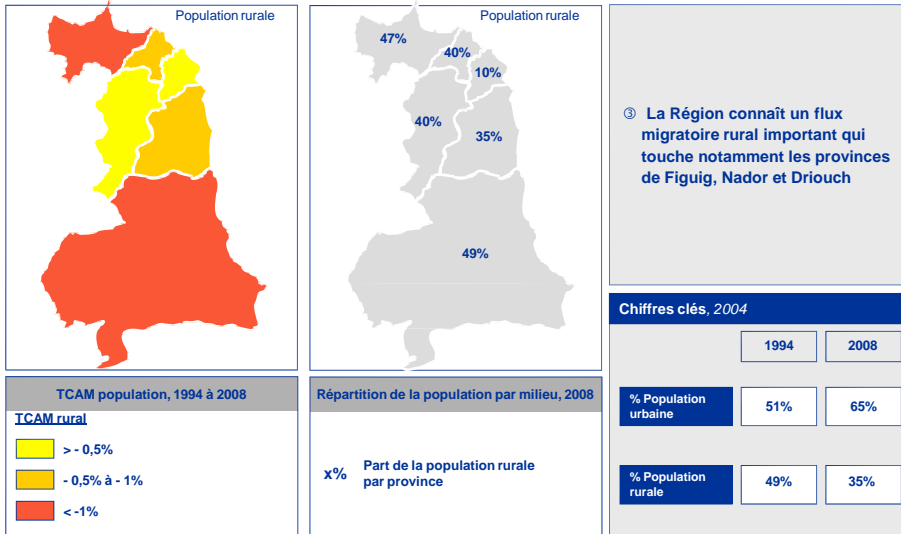 Population rurale
TCAM population, 1994 à 2008
TCAM rural
> - 0,5%
- 0,5% à - 1%
< -1%
Population rurale
47%
40%
10%
40%
35%
49%
Répartition de la population par milieu, 2008
x%
Part de la population rurale
par province
③ La Région connaît un flux
migratoire rural important qui
touche notamment les provinces
de Figuig, Nador et Driouch
Chiffres clés, 2004
1994 2008
% Population
urbaine
51% 65%
% Population
rurale
49% 35%